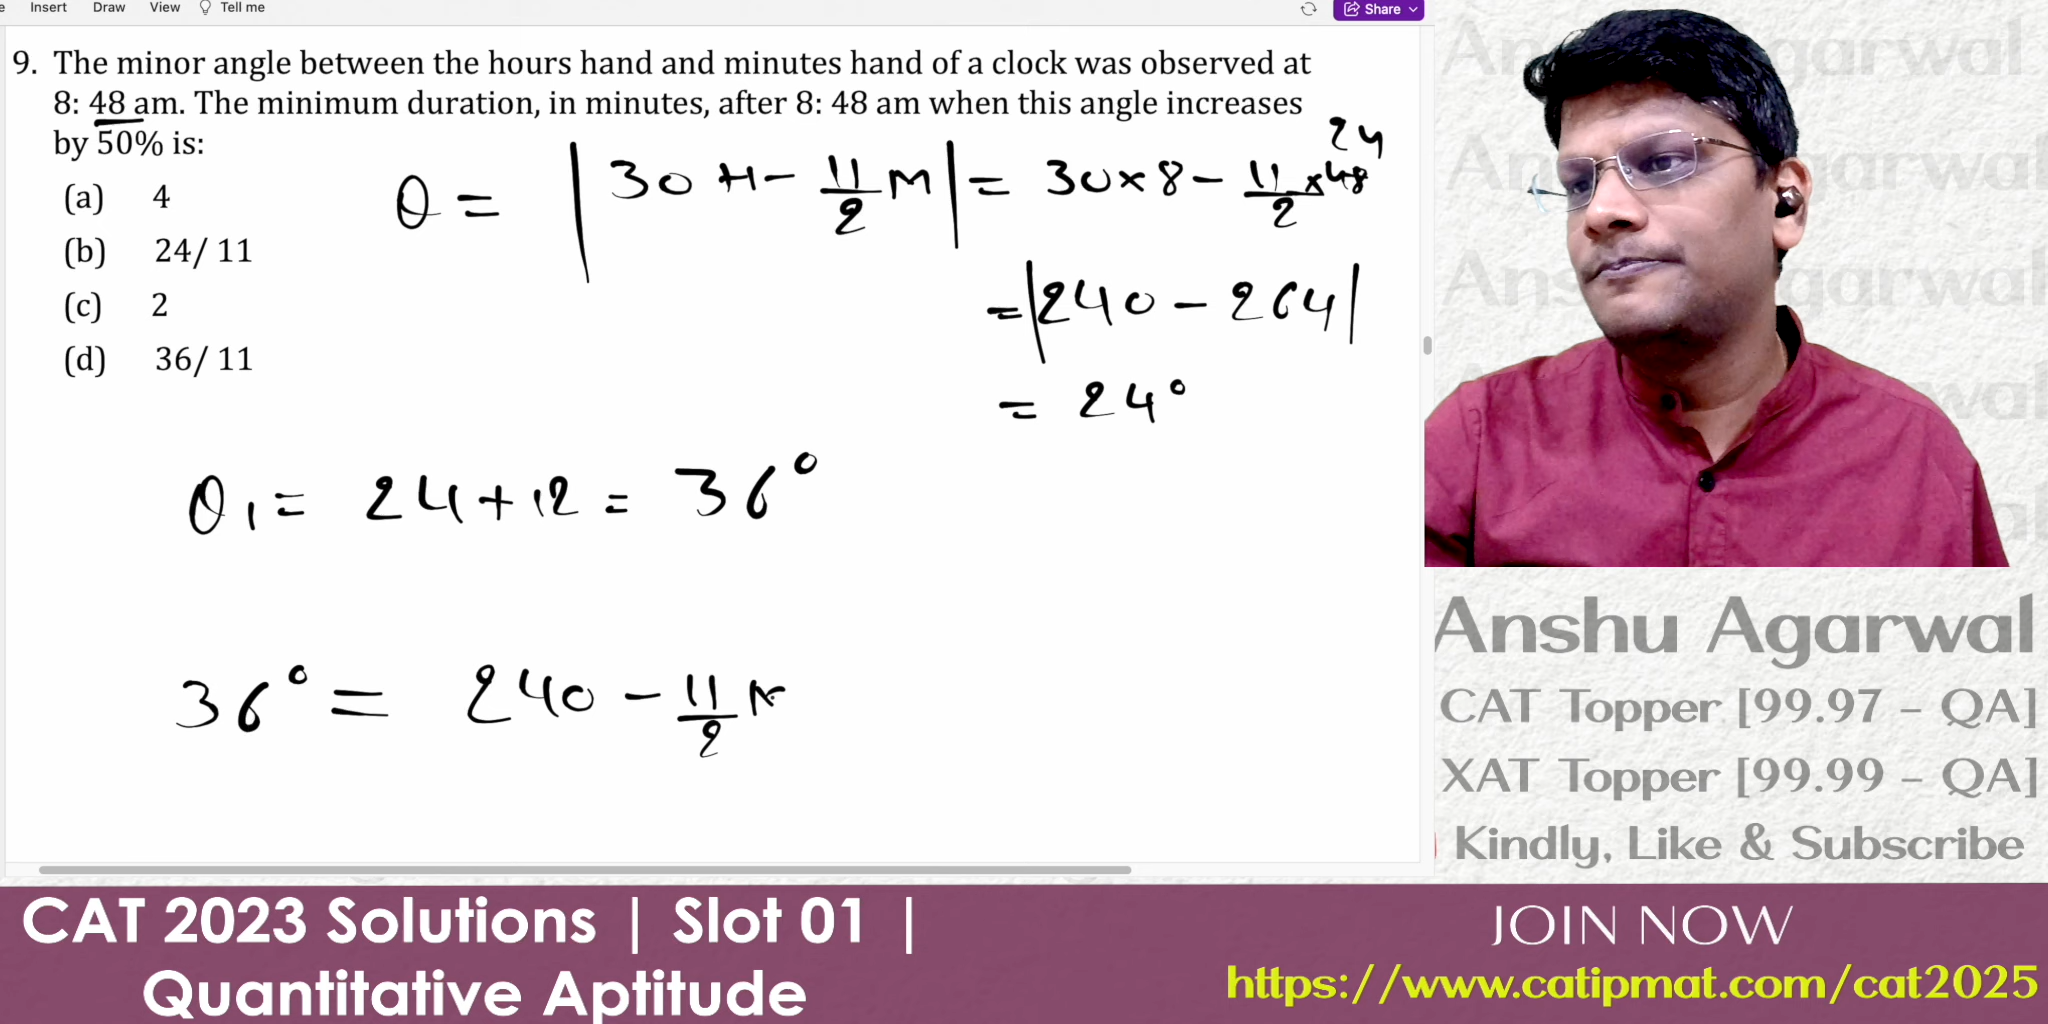 Insert Draw View Tell me Share
9. The minor angle between the hours hand and minutes hand of a clock was observed at
8: 48 am. The minimum duration, in minutes, after 8: 48 am when this angle increases
by 50% is:
(a) 4
(b) 24/ 11
(c) 2
(d) 36/ 11
θ = | 30 H - 11/2 M | = 30 × 8 - 11/2 × 48 24
= | 240 - 264 |
= 24°
θ1 = 24 + 12 = 36°
36° = 240 - 11/2 M
Anshu Agarwal
CAT Topper [99.97 - QA]
XAT Topper [99.99 - QA]
Kindly, Like & Subscribe
CAT 2023 Solutions | Slot 01 |
Quantitative Aptitude
JOIN NOW
https://www.catipmat.com/cat2025